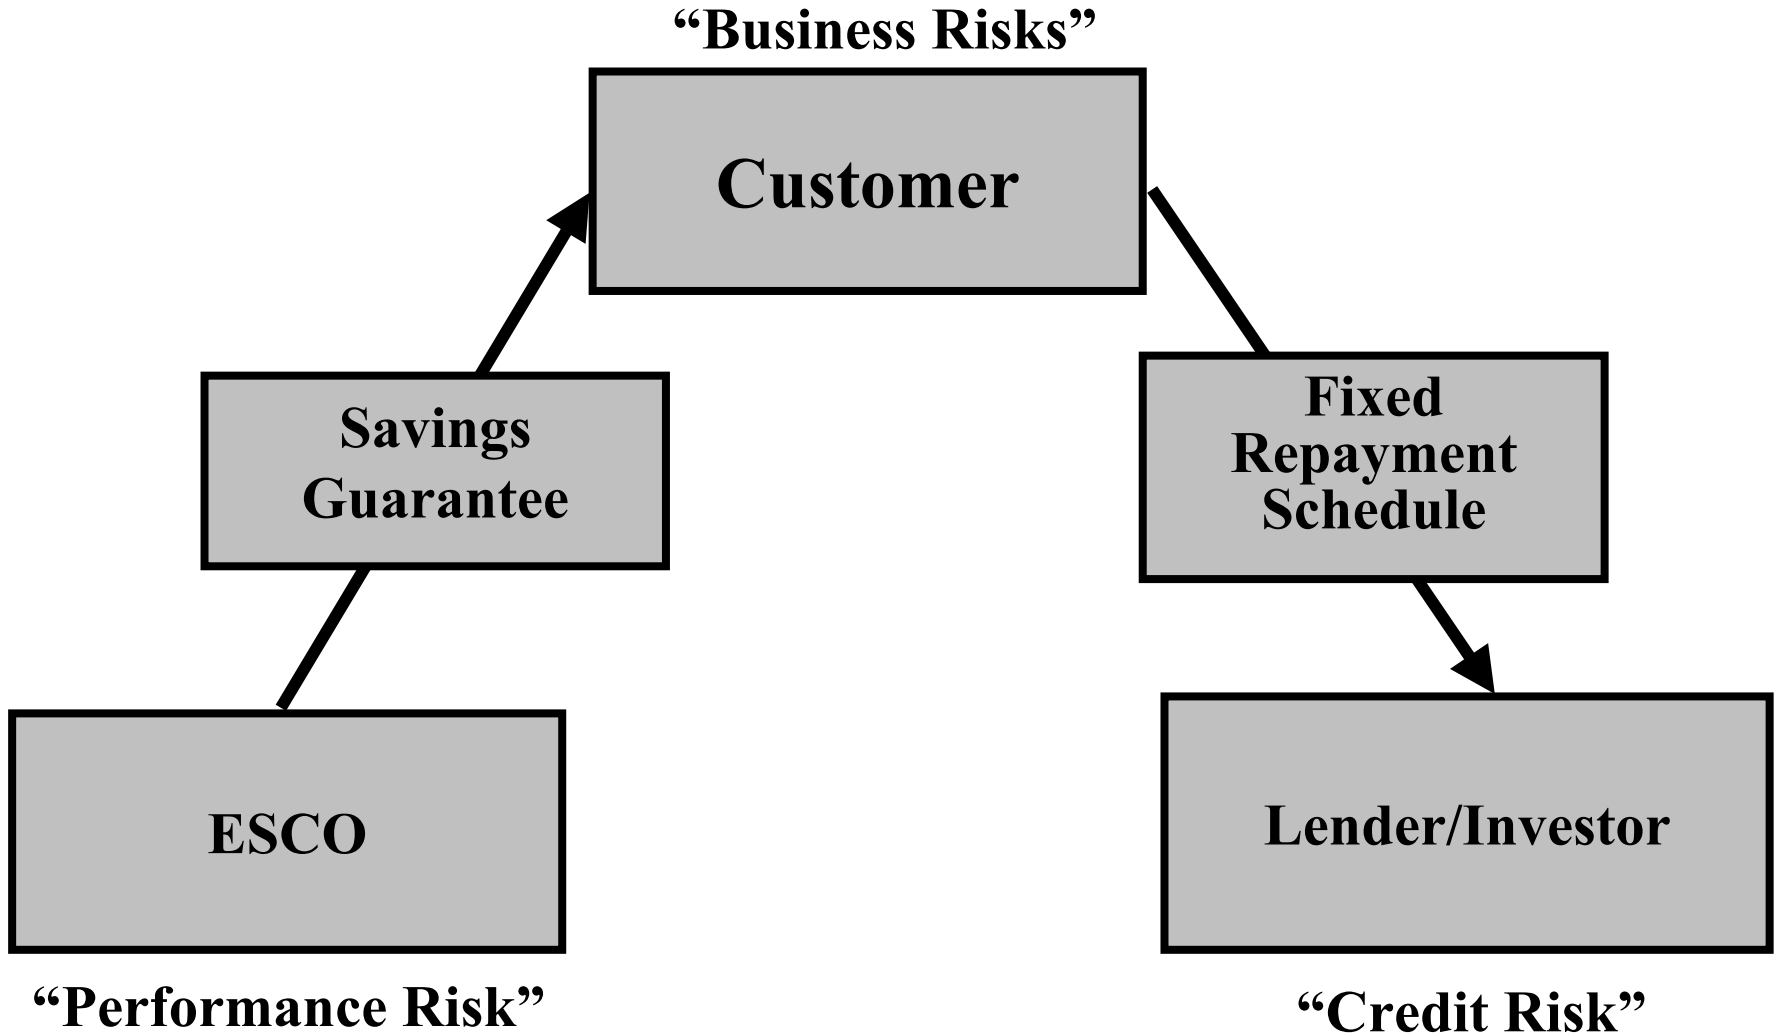 “Business Risks”
Customer
Savings
Guarantee
Fixed
Repayment
Schedule
ESCO
Lender/Investor
“Performance Risk”
“Credit Risk”